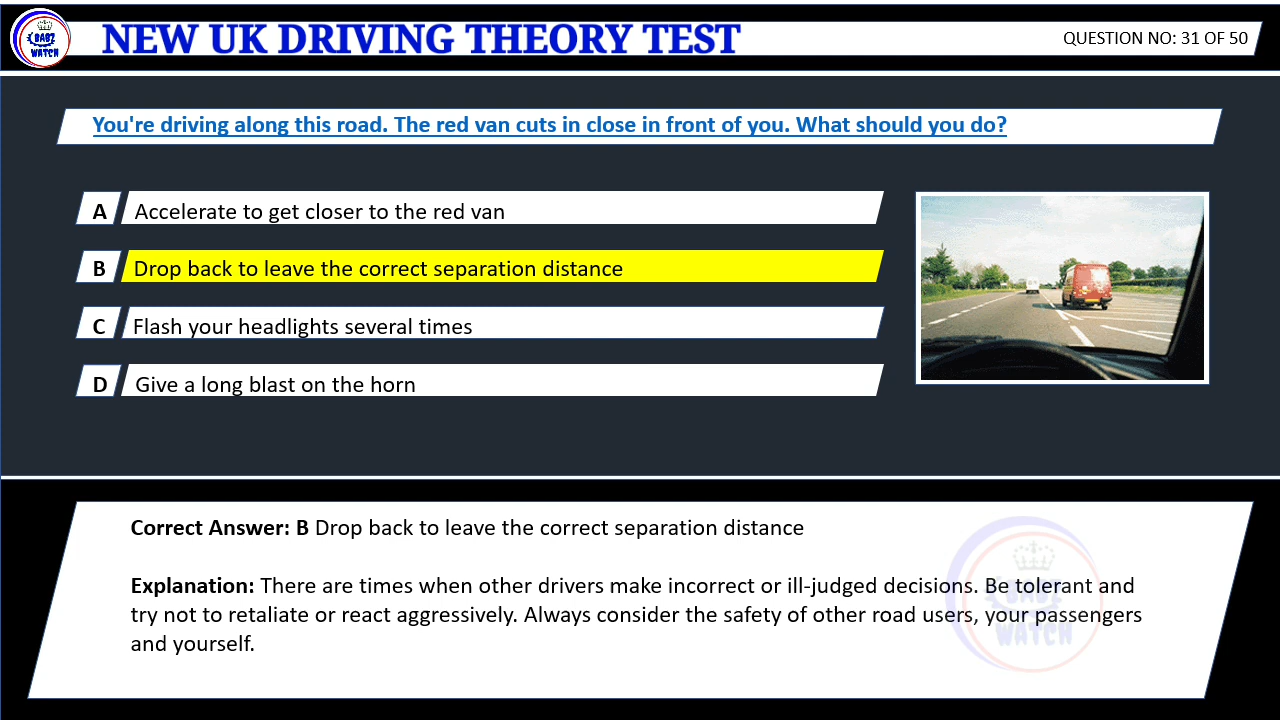 BABZ
WATCH
NEW UK DRIVING THEORY TEST
QUESTION NO: 31 OF 50
You're driving along this road. The red van cuts in close in front of you. What should you do?
A Accelerate to get closer to the red van
B Drop back to leave the correct separation distance
C Flash your headlights several times
D Give a long blast on the horn
Correct Answer: B Drop back to leave the correct separation distance
Explanation: There are times when other drivers make incorrect or ill-judged decisions. Be tolerant and
try not to retaliate or react aggressively. Always consider the safety of other road users, your passengers
and yourself.
BABZ
WATCH